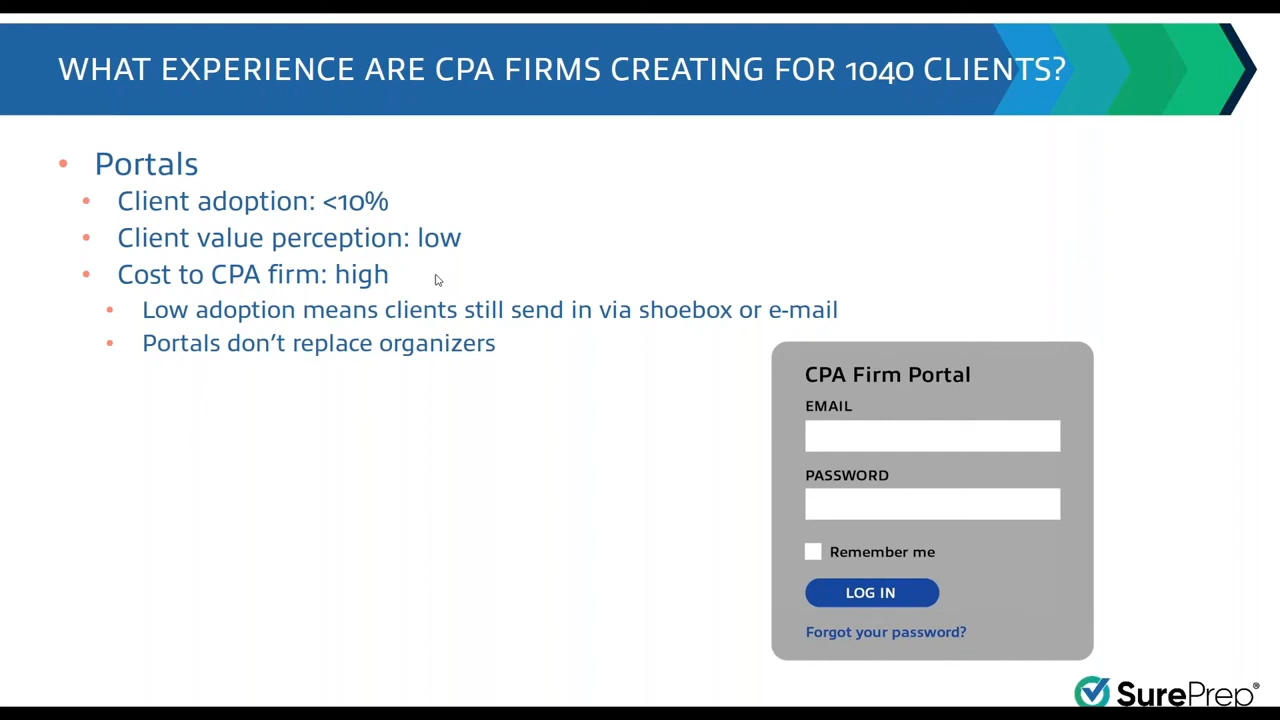 WHAT EXPERIENCE ARE CPA FIRMS CREATING FOR 1040 CLIENTS?
• Portals
• Client adoption: <10%
• Client value perception: low
• Cost to CPA firm: high
• Low adoption means clients still send in via shoebox or e-mail
• Portals don’t replace organizers
CPA Firm Portal
EMAIL
PASSWORD
Remember me
LOG IN
Forgot your password?
SurePrep®